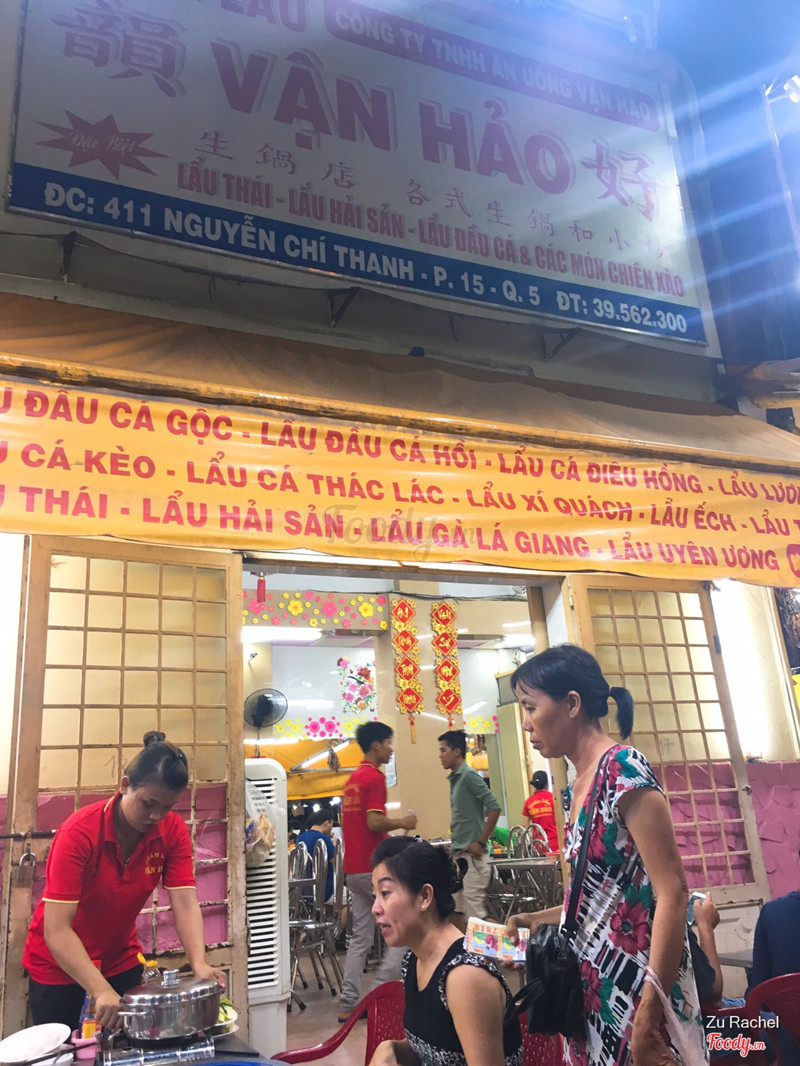 LẨU
CÔNG TY TNHH ĂN UỐNG VẬN HẢO
韻 VẬN HẢO 好
Đặc Biệt
生鍋店 各式生鍋和小
LẨU THÁI - LẨU HẢI SẢN - LẨU ĐẦU CÁ & CÁC MÓN CHIÊN XÀO
ĐC: 411 NGUYỄN CHÍ THANH - P. 15 - Q. 5 ĐT: 39.562.300
ĐẦU CÁ GỘC - LẨU ĐẦU CÁ HỒI - LẨU CÁ ĐIÊU HỒNG - LẨU LƯƠ
CÁ KÈO - LẨU CÁ THÁC LÁC - LẨU XÍ QUÁCH - LẨU ẾCH - LẨU
THÁI - LẨU HẢI SẢN - LẨU GÀ LÁ GIANG - LẨU UYÊN ƯƠNG
Foody.vn
Zu Rachel
Foody.vn